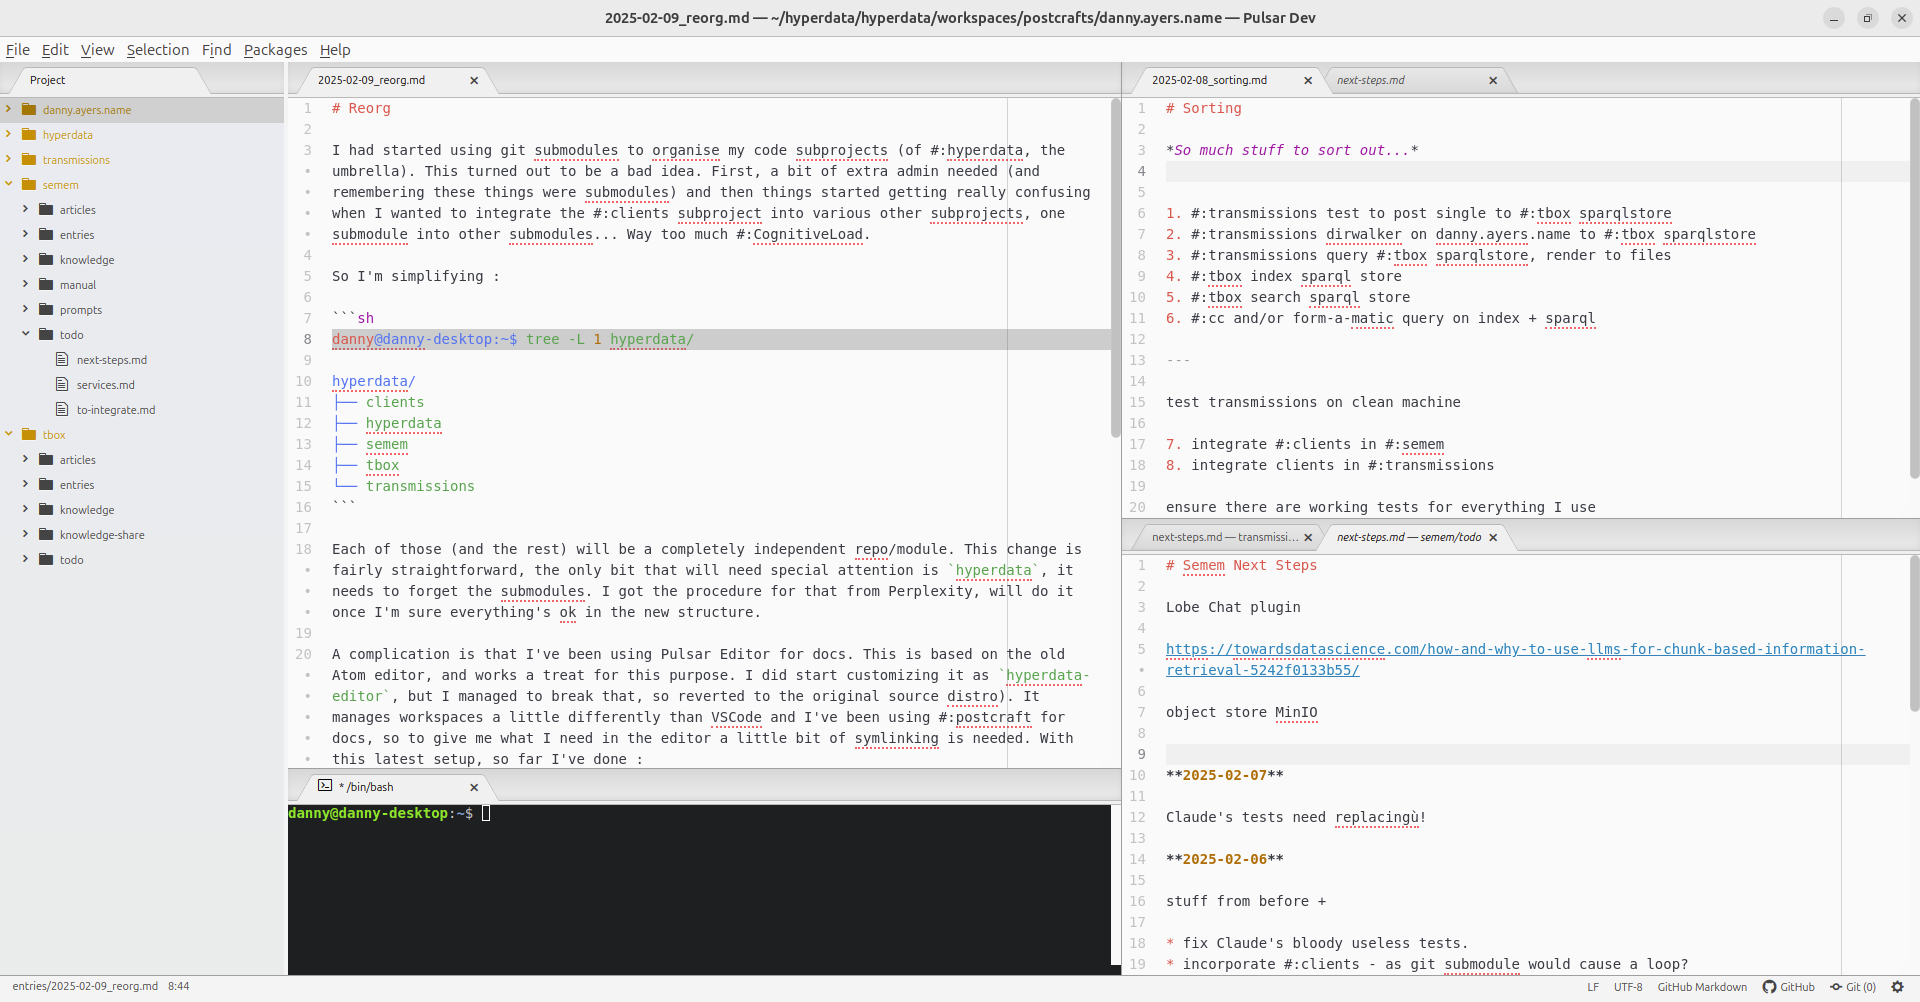 2025-02-09_reorg.md — ~/hyperdata/hyperdata/workspaces/postcrafts/danny.ayers.name — Pulsar Dev
File Edit View Selection Find Packages Help
Project
danny.ayers.name
hyperdata
transmissions
semem
articles
entries
knowledge
manual
prompts
todo
next-steps.md
services.md
to-integrate.md
tbox
articles
entries
knowledge
knowledge-share
todo
2025-02-09_reorg.md
1 # Reorg
2
3 I had started using git submodules to organise my code subprojects (of #:hyperdata, the
• umbrella). This turned out to be a bad idea. First, a bit of extra admin needed (and
• remembering these things were submodules) and then things started getting really confusing
• when I wanted to integrate the #:clients subproject into various other subprojects, one
• submodule into other submodules... Way too much #:CognitiveLoad.
4
5 So I'm simplifying :
6
7 ```sh
8 danny@danny-desktop:~$ tree -L 1 hyperdata/
9
10 hyperdata/
11 ├── clients
12 ├── hyperdata
13 ├── semem
14 ├── tbox
15 └── transmissions
16 ```
17
18 Each of those (and the rest) will be a completely independent repo/module. This change is
• fairly straightforward, the only bit that will need special attention is `hyperdata`, it
• needs to forget the submodules. I got the procedure for that from Perplexity, will do it
• once I'm sure everything's ok in the new structure.
19
20 A complication is that I've been using Pulsar Editor for docs. This is based on the old
• Atom editor, and works a treat for this purpose. I did start customizing it as `hyperdata-
• editor`, but I managed to break that, so reverted to the original source distro). It
• manages workspaces a little differently than VSCode and I've been using #:postcraft for
• docs, so to give me what I need in the editor a little bit of symlinking is needed. With
• this latest setup, so far I've done :
* /bin/bash
danny@danny-desktop:~$
2025-02-08_sorting.md
next-steps.md
1 # Sorting
2
3 *So much stuff to sort out...*
4
5
6 1. #:transmissions test to post single to #:tbox sparqlstore
7 2. #:transmissions dirwalker on danny.ayers.name to #:tbox sparqlstore
8 3. #:transmissions query #:tbox sparqlstore, render to files
9 4. #:tbox index sparql store
10 5. #:tbox search sparql store
11 6. #:cc and/or form-a-matic query on index + sparql
12
13 ---
14
15 test transmissions on clean machine
16
17 7. integrate #:clients in #:semem
18 8. integrate clients in #:transmissions
19
20 ensure there are working tests for everything I use
next-steps.md — transmissi...
next-steps.md — semem/todo
1 # Semem Next Steps
2
3 Lobe Chat plugin
4
5 https://towardsdatascience.com/how-and-why-to-use-llms-for-chunk-based-information-
• retrieval-5242f0133b55/
6
7 object store MinIO
8
9
10 **2025-02-07**
11
12 Claude's tests need replacingù!
13
14 **2025-02-06**
15
16 stuff from before +
17
18 * fix Claude's bloody useless tests.
19 * incorporate #:clients - as git submodule would cause a loop?
entries/2025-02-09_reorg.md 8:44
LF UTF-8 GitHub Markdown GitHub Git (0)